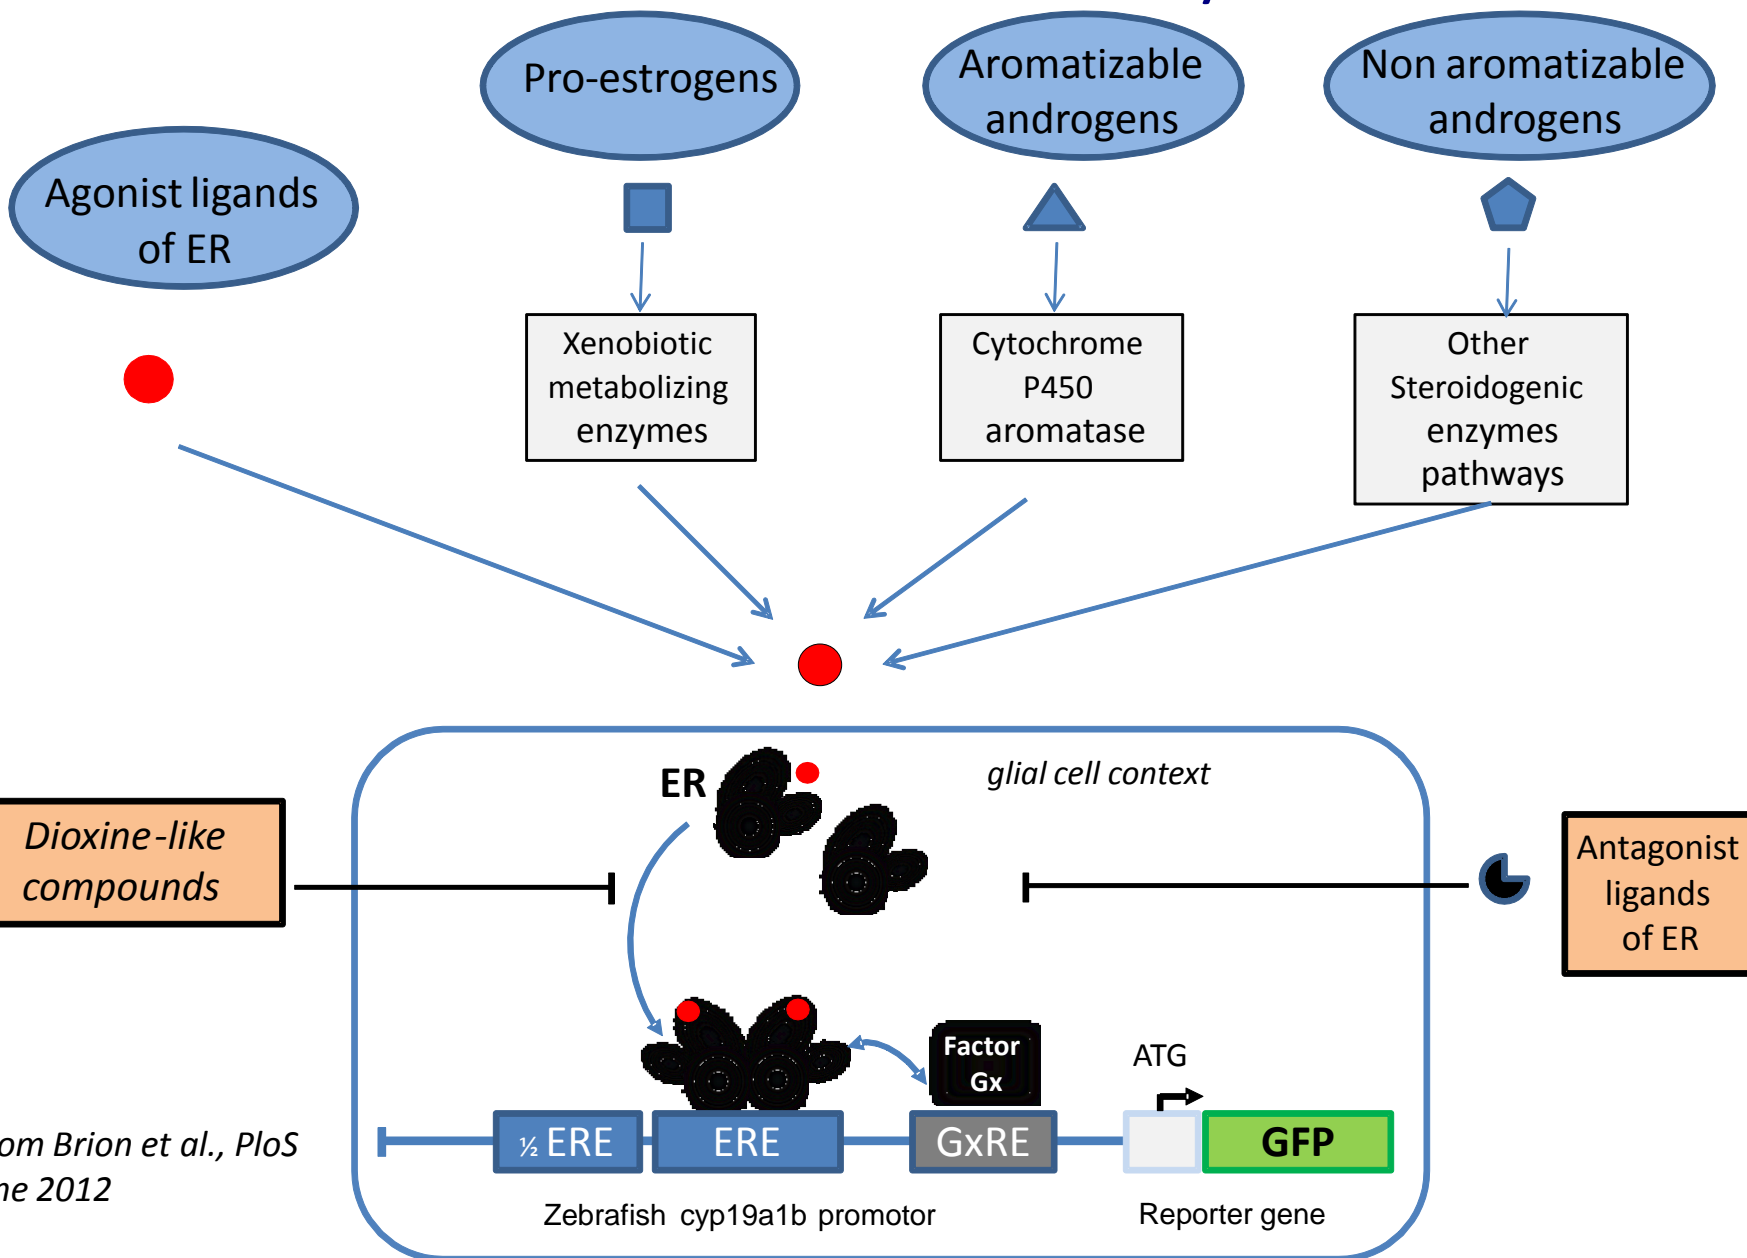 Pro-estrogens
Aromatizable
androgens
Non aromatizable
androgens
Agonist ligands
of ER
Xenobiotic
metabolizing
enzymes
Cytochrome
P450
aromatase
Other
Steroidogenic
enzymes
pathways
ER
glial cell context
Dioxine-like
compounds
Antagonist
ligands
of ER
Factor
Gx
ATG
½ ERE
ERE
GxRE
GFP
om Brion et al., PloS
ne 2012
Zebrafish cyp19a1b promotor
Reporter gene